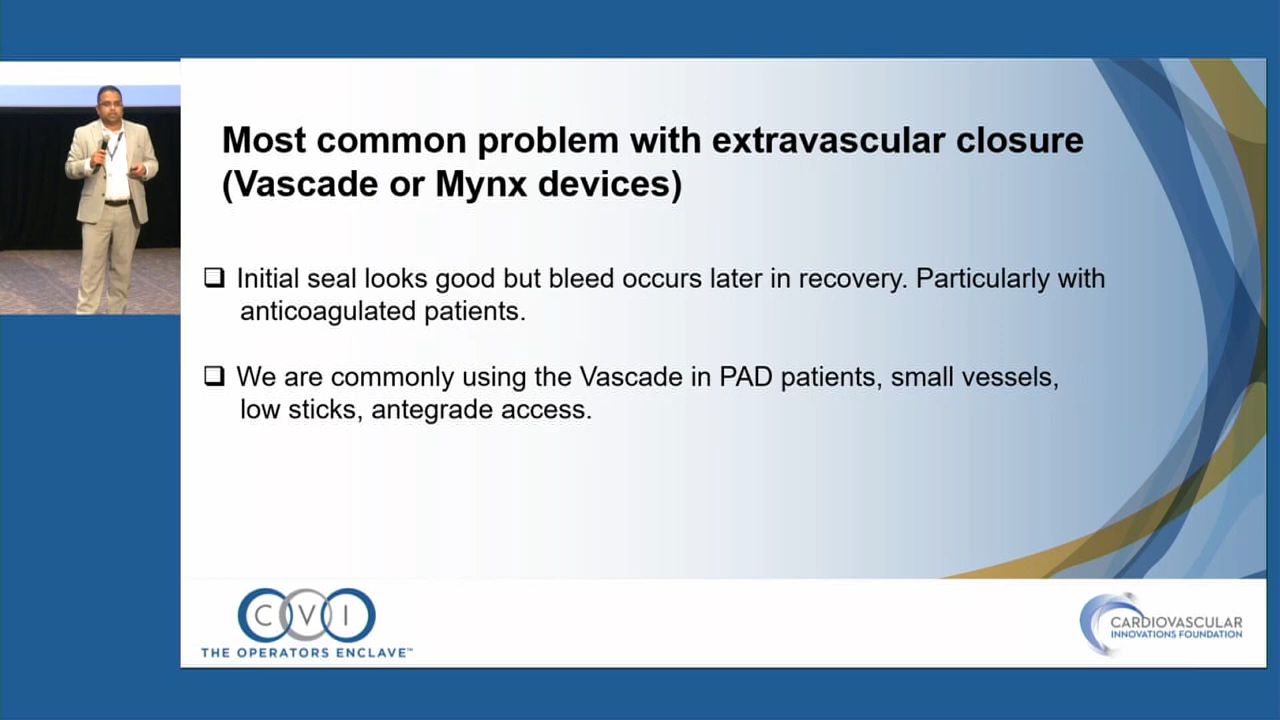 Most common problem with extravascular closure
(Vascade or Mynx devices)
❑ Initial seal looks good but bleed occurs later in recovery. Particularly with
anticoagulated patients.
❑ We are commonly using the Vascade in PAD patients, small vessels,
low sticks, antegrade access.
C V I
THE OPERATORS ENCLAVE™
CARDIOVASCULAR
INNOVATIONS FOUNDATION